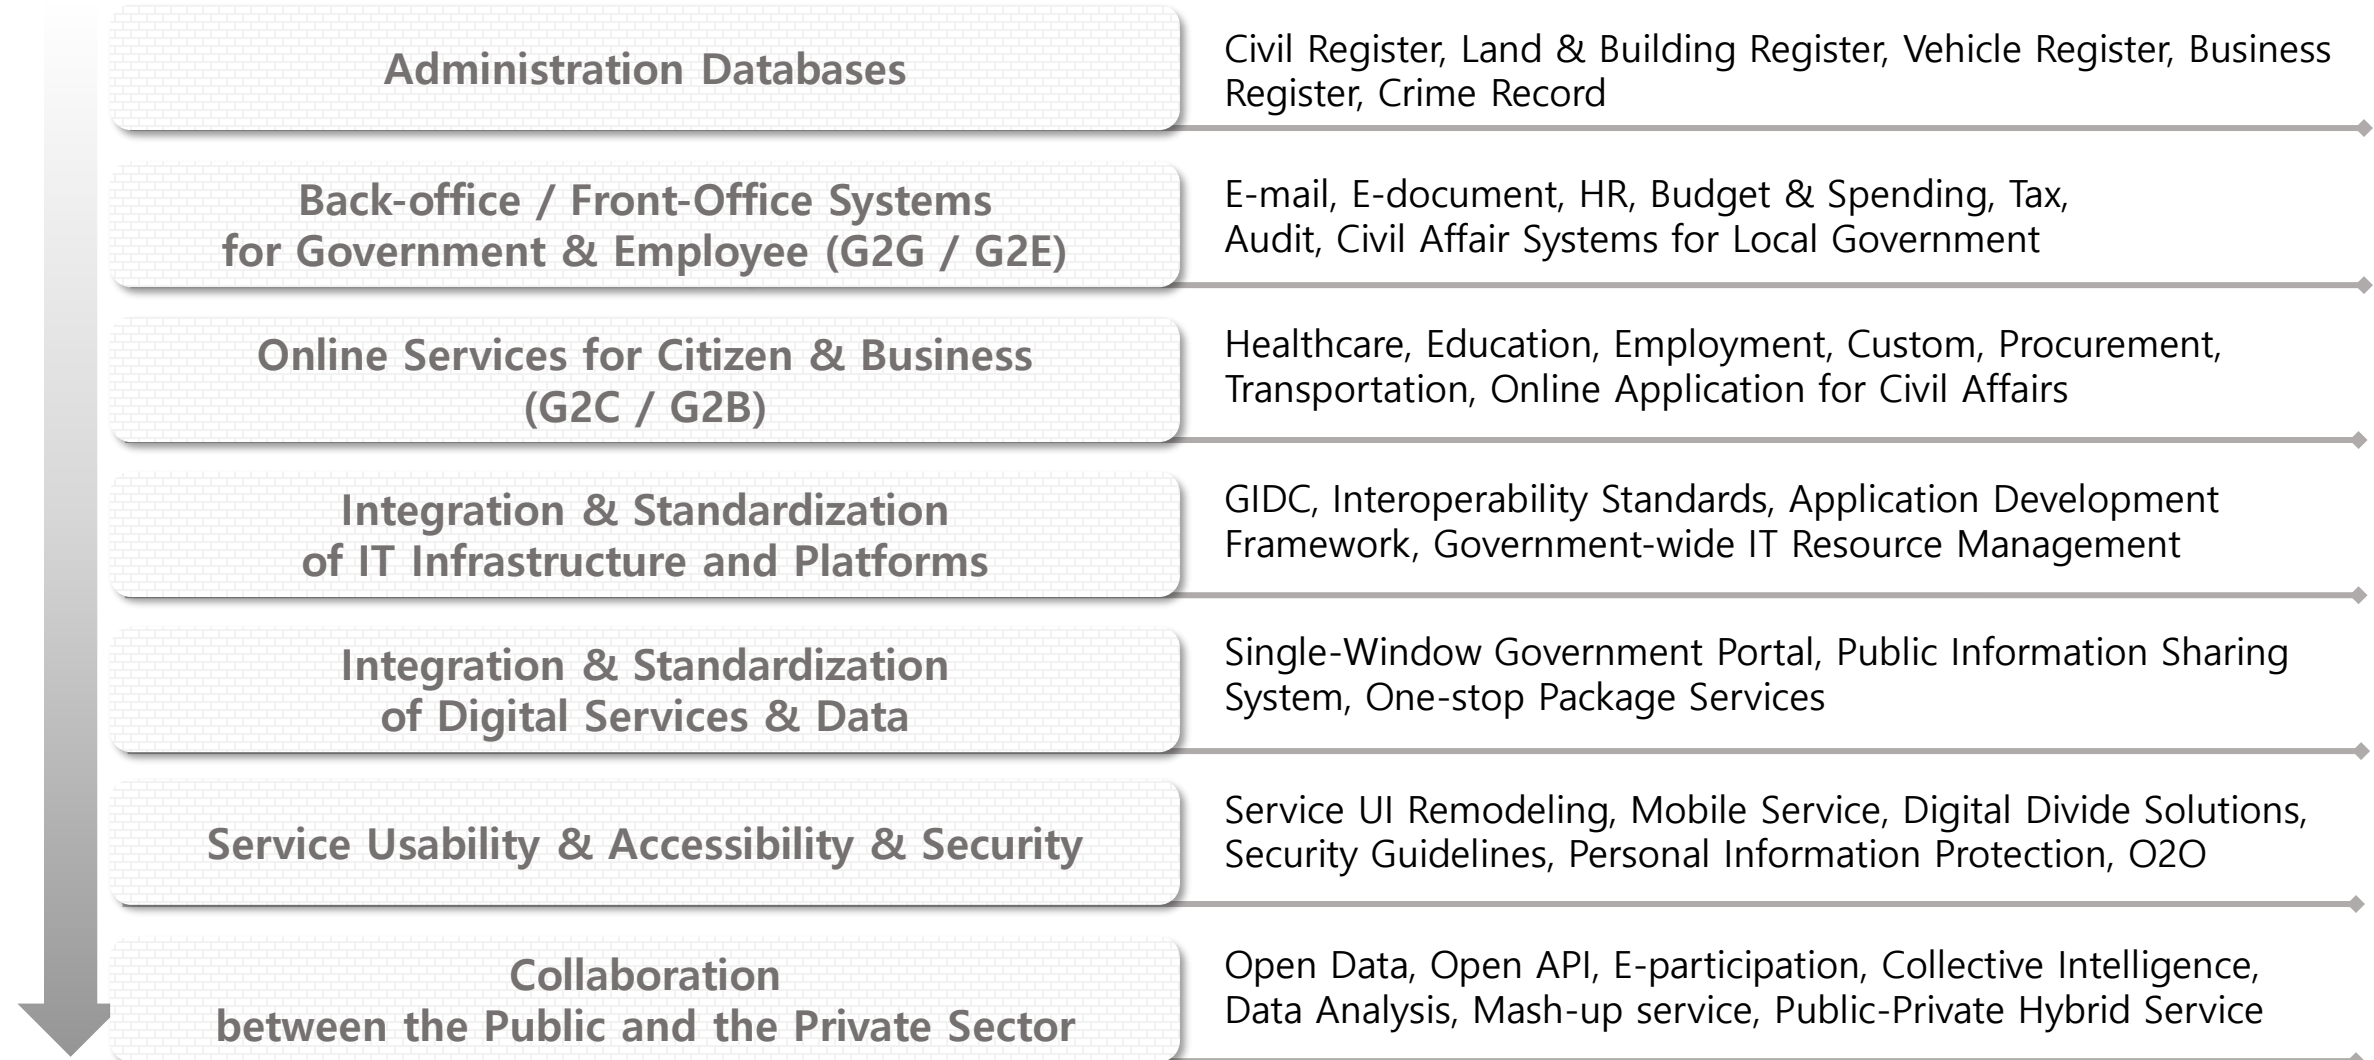 Administration Databases
Civil Register, Land & Building Register, Vehicle Register, Business
Register, Crime Record
Back-office / Front-Office Systems
for Government & Employee (G2G / G2E)
E-mail, E-document, HR, Budget & Spending, Tax,
Audit, Civil Affair Systems for Local Government
Online Services for Citizen & Business
(G2C / G2B)
Healthcare, Education, Employment, Custom, Procurement,
Transportation, Online Application for Civil Affairs
Integration & Standardization
of IT Infrastructure and Platforms
GIDC, Interoperability Standards, Application Development
Framework, Government-wide IT Resource Management
Integration & Standardization
of Digital Services & Data
Single-Window Government Portal, Public Information Sharing
System, One-stop Package Services
Service Usability & Accessibility & Security
Service UI Remodeling, Mobile Service, Digital Divide Solutions,
Security Guidelines, Personal Information Protection, O2O
Collaboration
between the Public and the Private Sector
Open Data, Open API, E-participation, Collective Intelligence,
Data Analysis, Mash-up service, Public-Private Hybrid Service